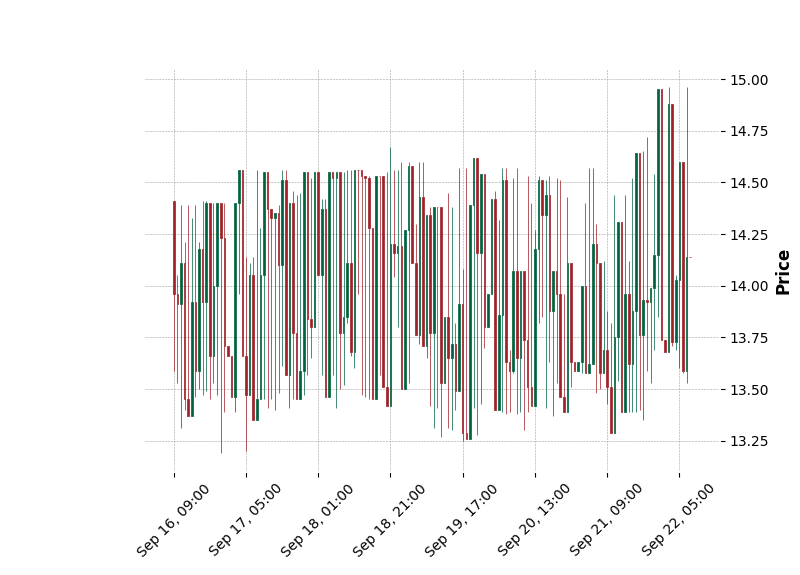 15.00
14.75
14.50
14.25
14.00
13.75
13.50
13.25
Price
Sep 16, 09:00
Sep 17, 05:00
Sep 18, 01:00
Sep 18, 21:00
Sep 19, 17:00
Sep 20, 13:00
Sep 21, 09:00
Sep 22, 05:00